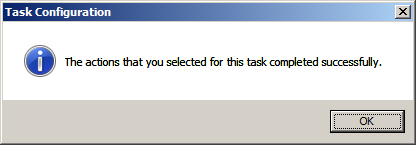 Task Configuration
The actions that you selected for this task completed successfully.
OK